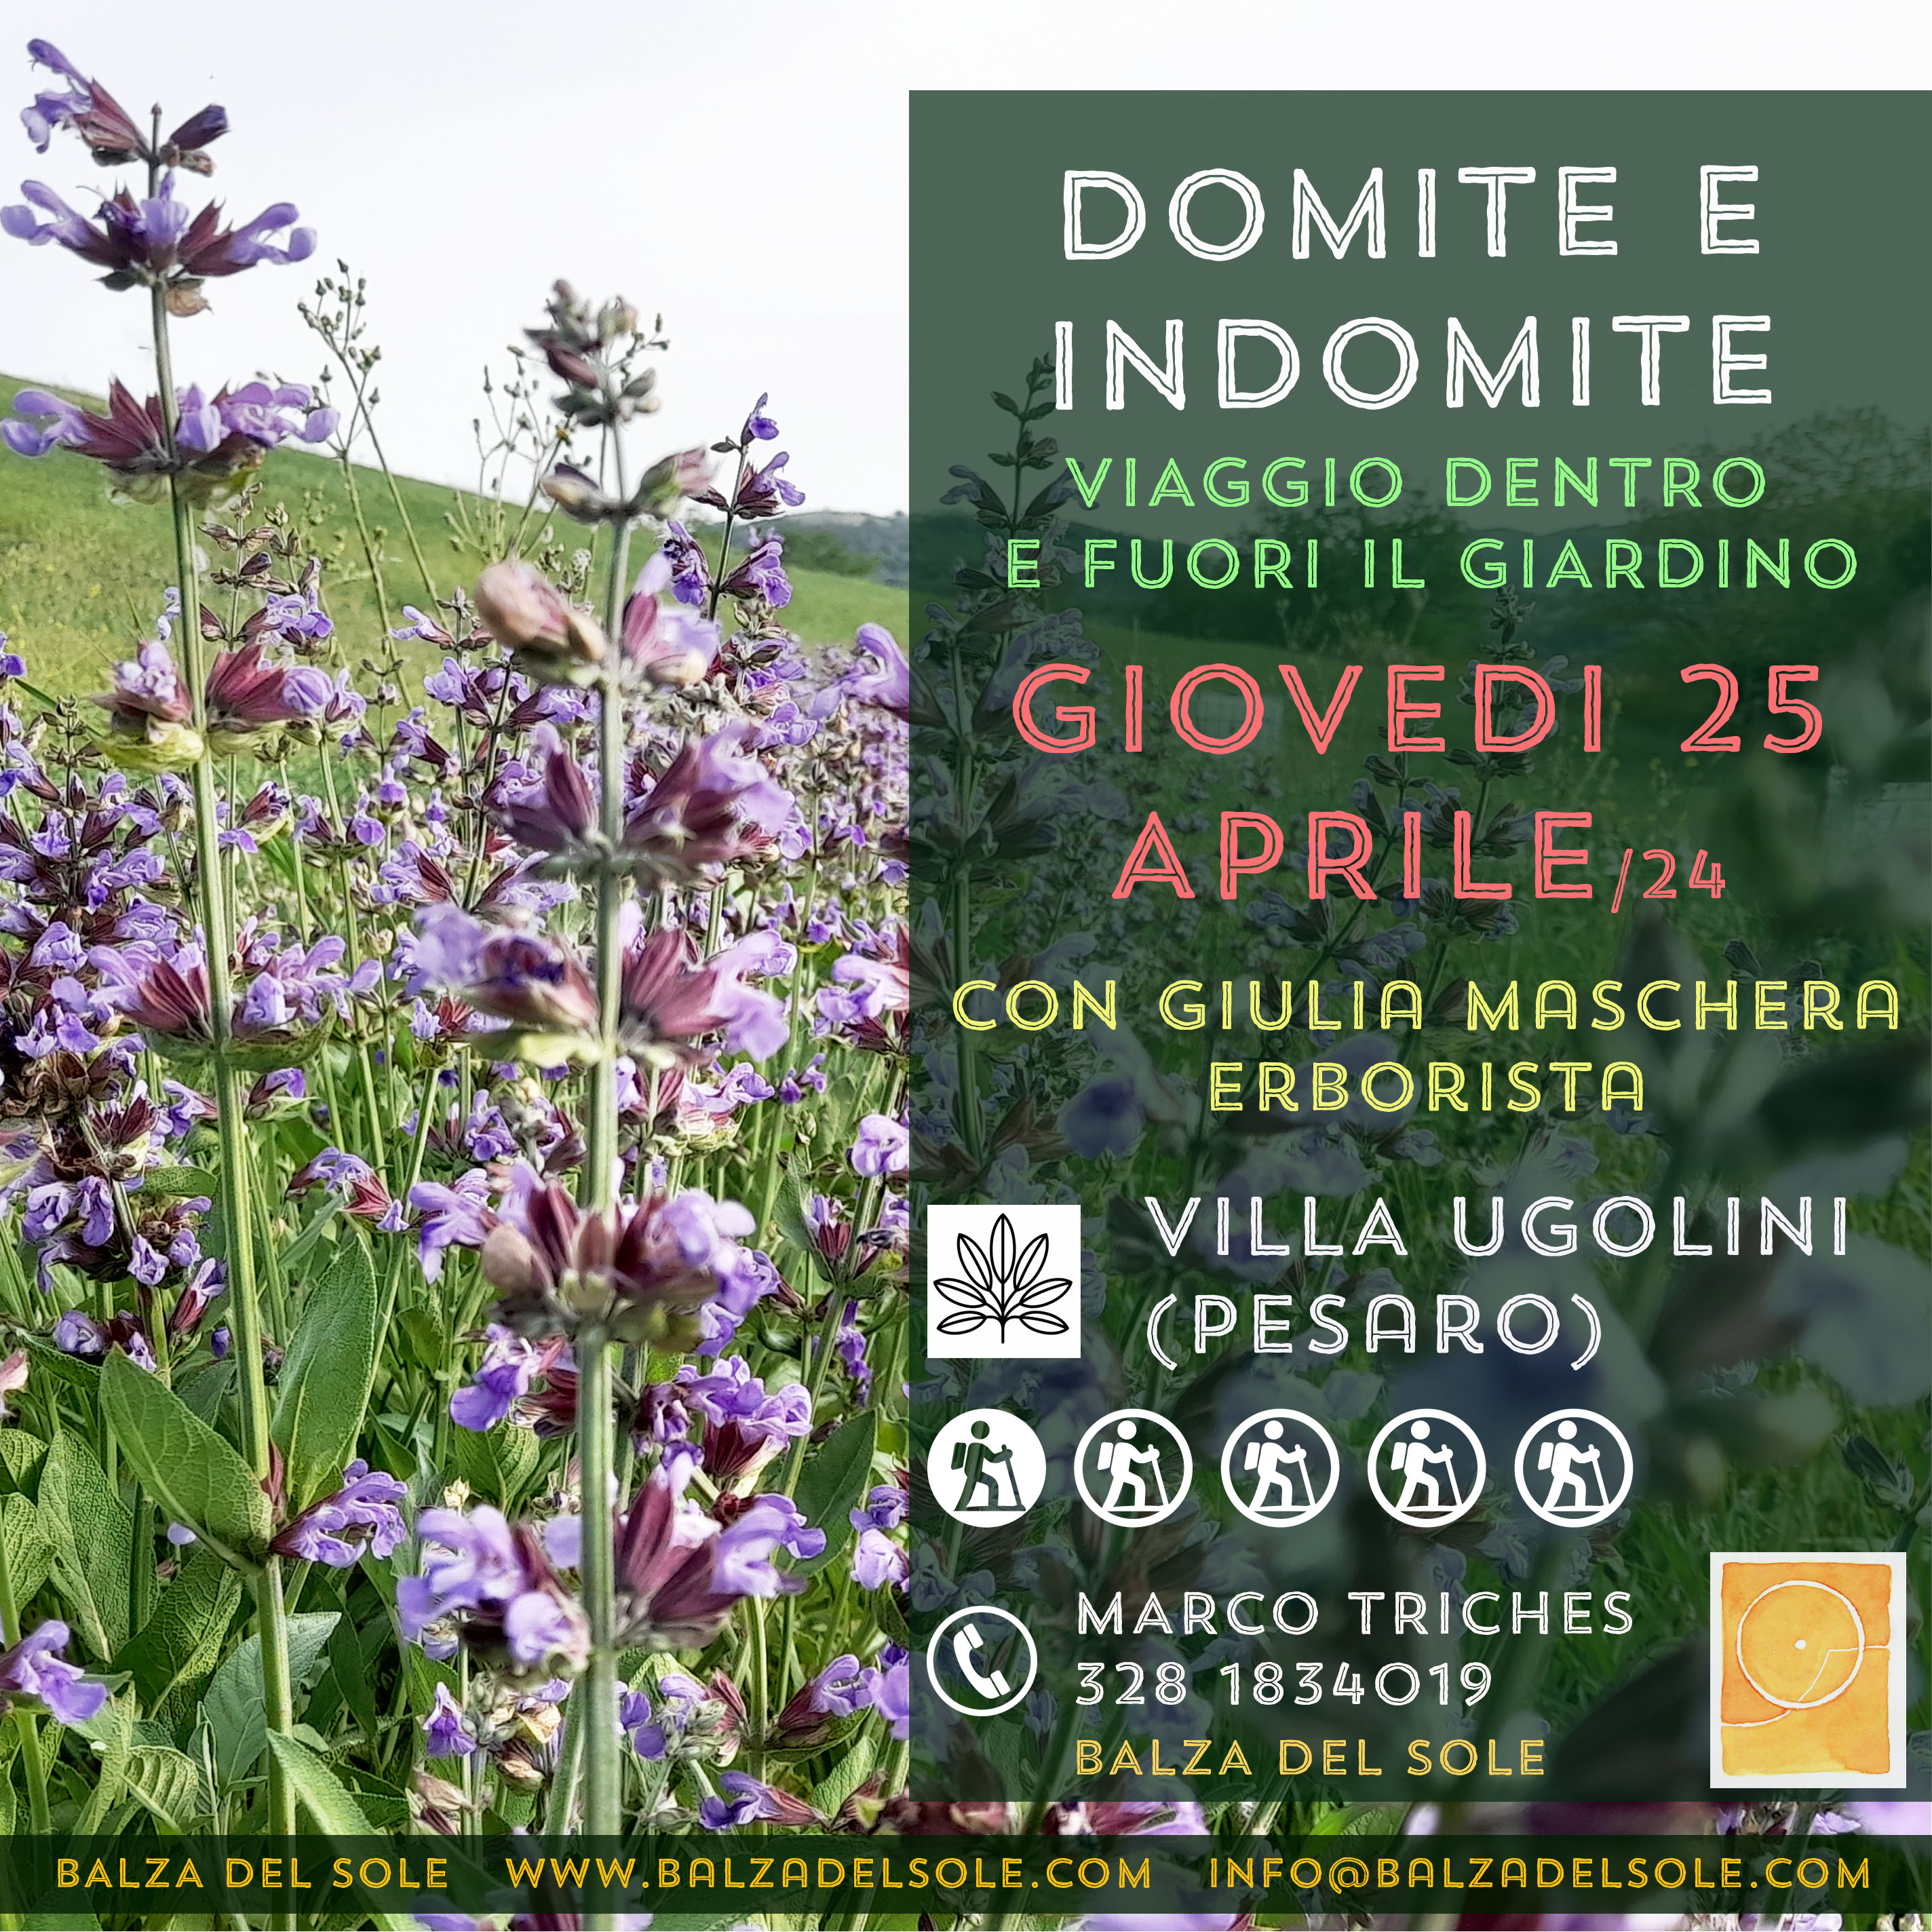 DOMITE E
INDOMITE
VIAGGIO DENTRO
E FUORI IL GIARDINO
GIOVEDI 25
APRILE/24
CON GIULIA MASCHERA
ERBORISTA
VILLA UGOLINI
(PESARO)
MARCO TRICHES
328 1834019
BALZA DEL SOLE
BALZA DEL SOLE WWW.BALZADELSOLE.COM INFO@BALZADELSOLE.COM